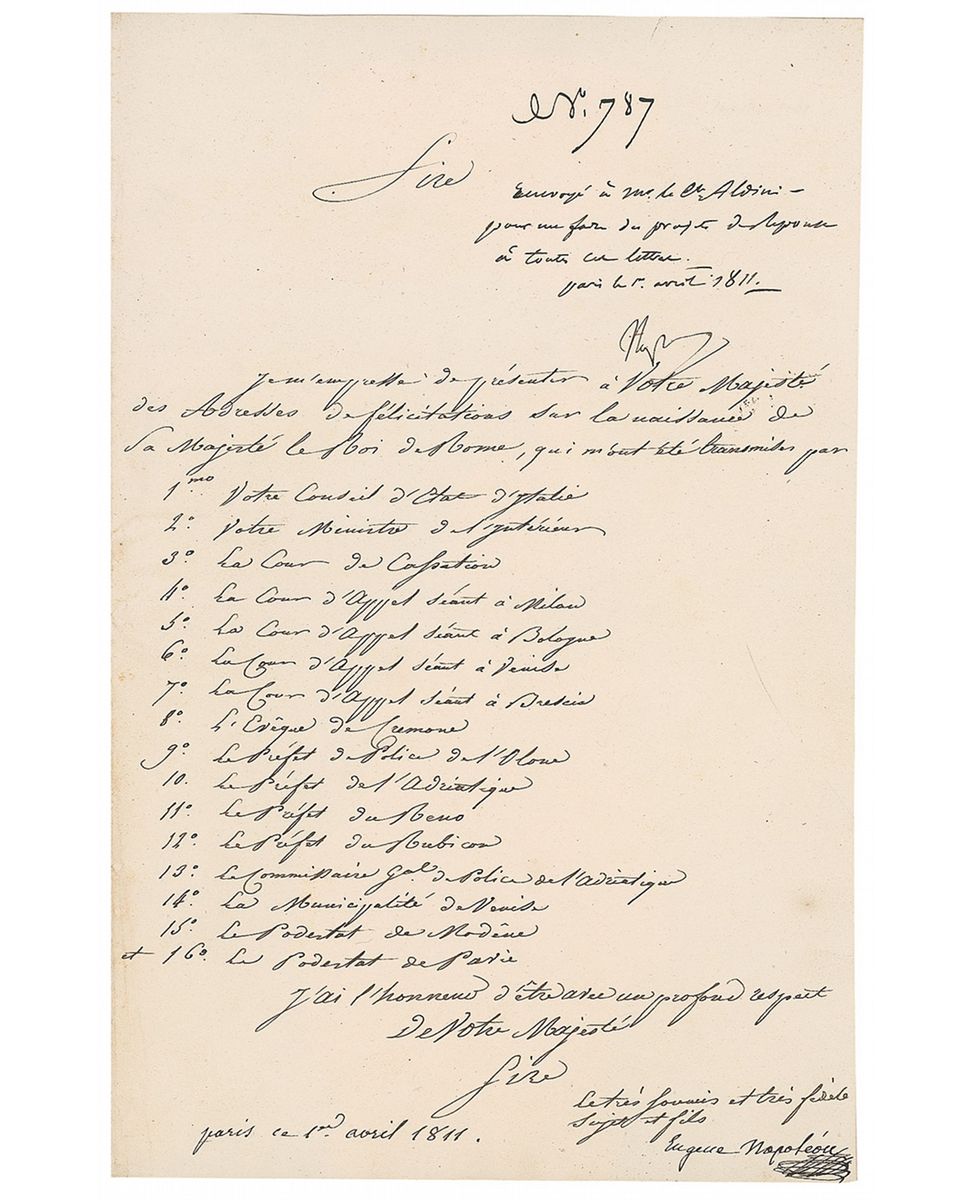 N°. 787
Sire
Envoyé à Mr. le Cte Aldini –
pour me faire des projets de Réponse
à toutes ces lettres.
paris le 5. avril 1811.
Nap
Je m'empresse de présenter à Votre Majesté
des Adresses de félicitations sur la naissance de
Sa Majesté le Roi de Rome, qui m'ont été transmises par
1.mo Votre Conseil d'Etat d'Italie
2°. Votre Ministre de l'Intérieur
3° La Cour de Cassation
4° La Cour d'Appel séant à Milan
5° La Cour d'Appel séant à Bologne
6° La Cour d'Appel séant à Venise
7° La Cour d'Appel séant à Brescia
8° L'Evêque de Cremone
9° Le Préfet de Police de l'Olone
10. Le Préfet de l'Adriatique
11° Le Préfet du Reno
12° Le Préfet du Rubicon
13° Le Commissaire Gal. de Police de l'Adriatique
14° La Municipalité de Venise
15° Le Podestat de Modène
et 16° Le Podestat de Pavie
J'ai l'honneur d'être avec un profond respect
De Votre Majesté
Sire
Le très soumis et très fidele
Sujet et fils
Eugene Napoléon
paris ce 1er avril 1811.